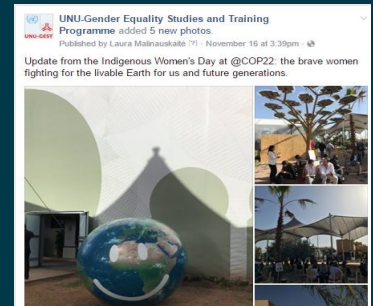 UNU-Gender Equality Studies and Training
Programme added 5 new photos.
UNU-GEST
Published by Laura Malinauskaitė [?] · November 16 at 3:39pm ·
Update from the Indigenous Women's Day at @COP22: the brave women
fighting for the livable Earth for us and future generations.